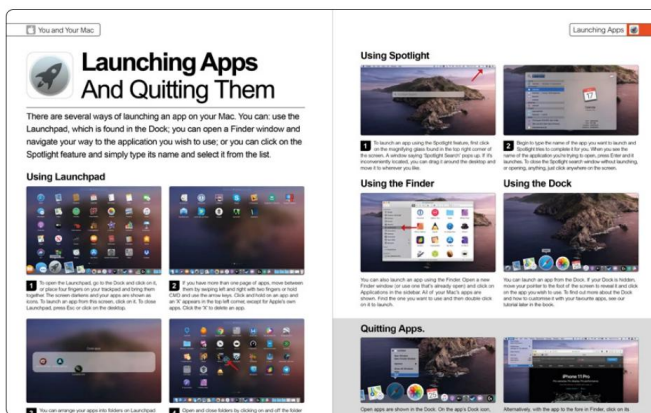 You and Your Mac
Launching Apps
And Quitting Them
There are several ways of launching an app on your Mac. You can: use the
Launchpad, which is found in the Dock; you can open a Finder window and
navigate your way to the application you wish to use; or you can click on the
Spotlight feature and simply type its name and select it from the list.
Using Launchpad
1 To open the Launchpad, go to the Dock and click on it,
or place four fingers on your trackpad and bring them
together. The screen darkens and your apps are shown as
icons. To launch an app from this screen, click on it. To close
Launchpad, press Esc or click on the desktop.
2 If you have more than one page of apps, move between
them by swiping left and right with two fingers or hold
CMD and use the arrow keys. Click and hold on an app and
an 'X' appears in the top left corner, except for Apple's own
apps. Click the 'X' to delete an app.
You can arrange your apps into folders on Launchpad
Open and close folders by clicking on and off the folder
Launching Apps
Using Spotlight
1 To launch an app using the Spotlight feature, first click
on the magnifying glass found in the top right corner of
the screen. A window saying 'Spotlight Search' pops up. If it's
inconveniently located, you can drag it around the desktop and
move it to wherever you like.
2 Begin to type the name of the app you want to launch and
Spotlight tries to complete it for you. When you see the
name of the application you're trying to open, press Enter and it
launches. To close the Spotlight search window without launching,
or opening, anything, just click anywhere on the screen.
Using the Finder
You can also launch an app using the Finder. Open a new
Finder window (or use one that's already open) and click on
Applications in the sidebar. All of your Mac's apps are
shown. Find the one you want to use and then double click
on it to launch.
Using the Dock
You can launch an app from the Dock. If your Dock is hidden,
move your pointer to the foot of the screen to reveal it and click
on the app you wish to use. To find out more about the Dock
and how to customise it with your favourite apps, see our
tutorial later in the book.
Quitting Apps.
iPhone 11 Pro
Open apps are shown in the Dock. On the app's Dock icon,
Alternatively, with the app to the fore in Finder, click on its